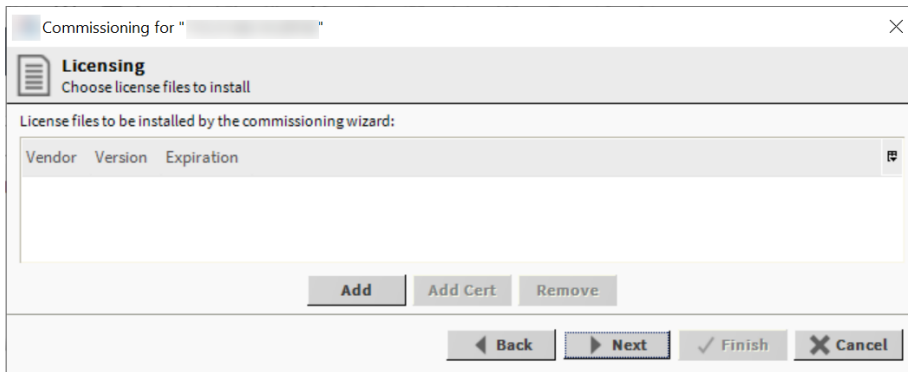 Commissioning for " "
Licensing
Choose license files to install
License files to be installed by the commissioning wizard:
Vendor Version Expiration
Add Add Cert Remove
Back Next Finish Cancel